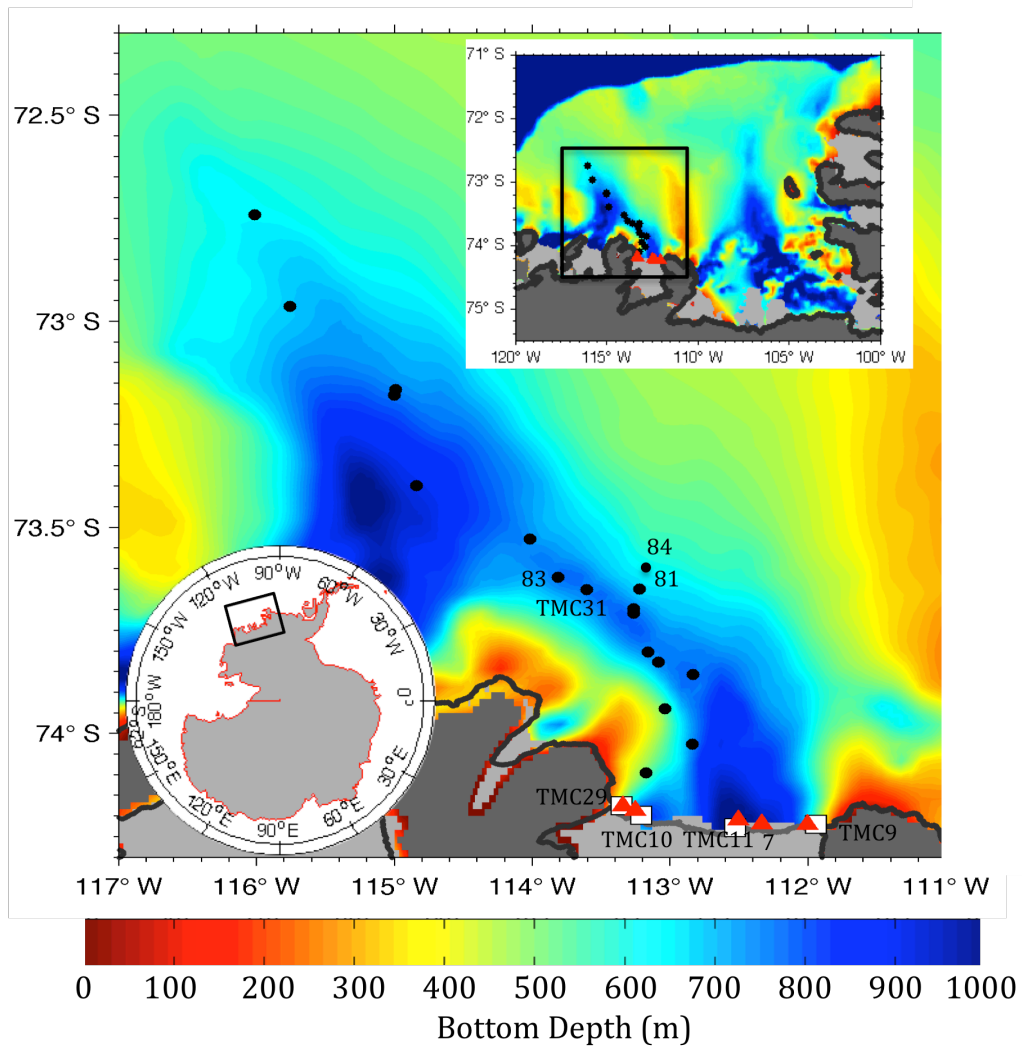 72.5° S
73° S
73.5° S
74° S
117° W
116° W
115° W
114° W
113° W
112° W
111° W
71° S
72° S
73° S
74° S
75° S
120° W
115° W
110° W
105° W
100° W
84
83
81
TMC31
TMC29
TMC10
TMC11
7
TMC9
90°W
120°W
60°W
150°W
30°W
180°W
0°
150°E
30°E
120°E
60°E
90°E
0 100 200 300 400 500 600 700 800 900 1000
Bottom Depth (m)